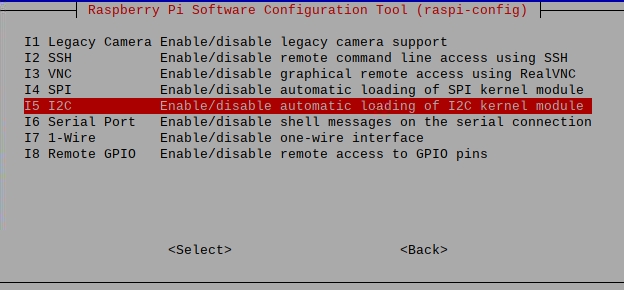 Raspberry Pi Software Configuration Tool (raspi-config)
I1 Legacy Camera Enable/disable legacy camera support
I2 SSH Enable/disable remote command line access using SSH
I3 VNC Enable/disable graphical remote access using RealVNC
I4 SPI Enable/disable automatic loading of SPI kernel module
I5 I2C Enable/disable automatic loading of I2C kernel module
I6 Serial Port Enable/disable shell messages on the serial connection
I7 1-Wire Enable/disable one-wire interface
I8 Remote GPIO Enable/disable remote access to GPIO pins
<Select> <Back>